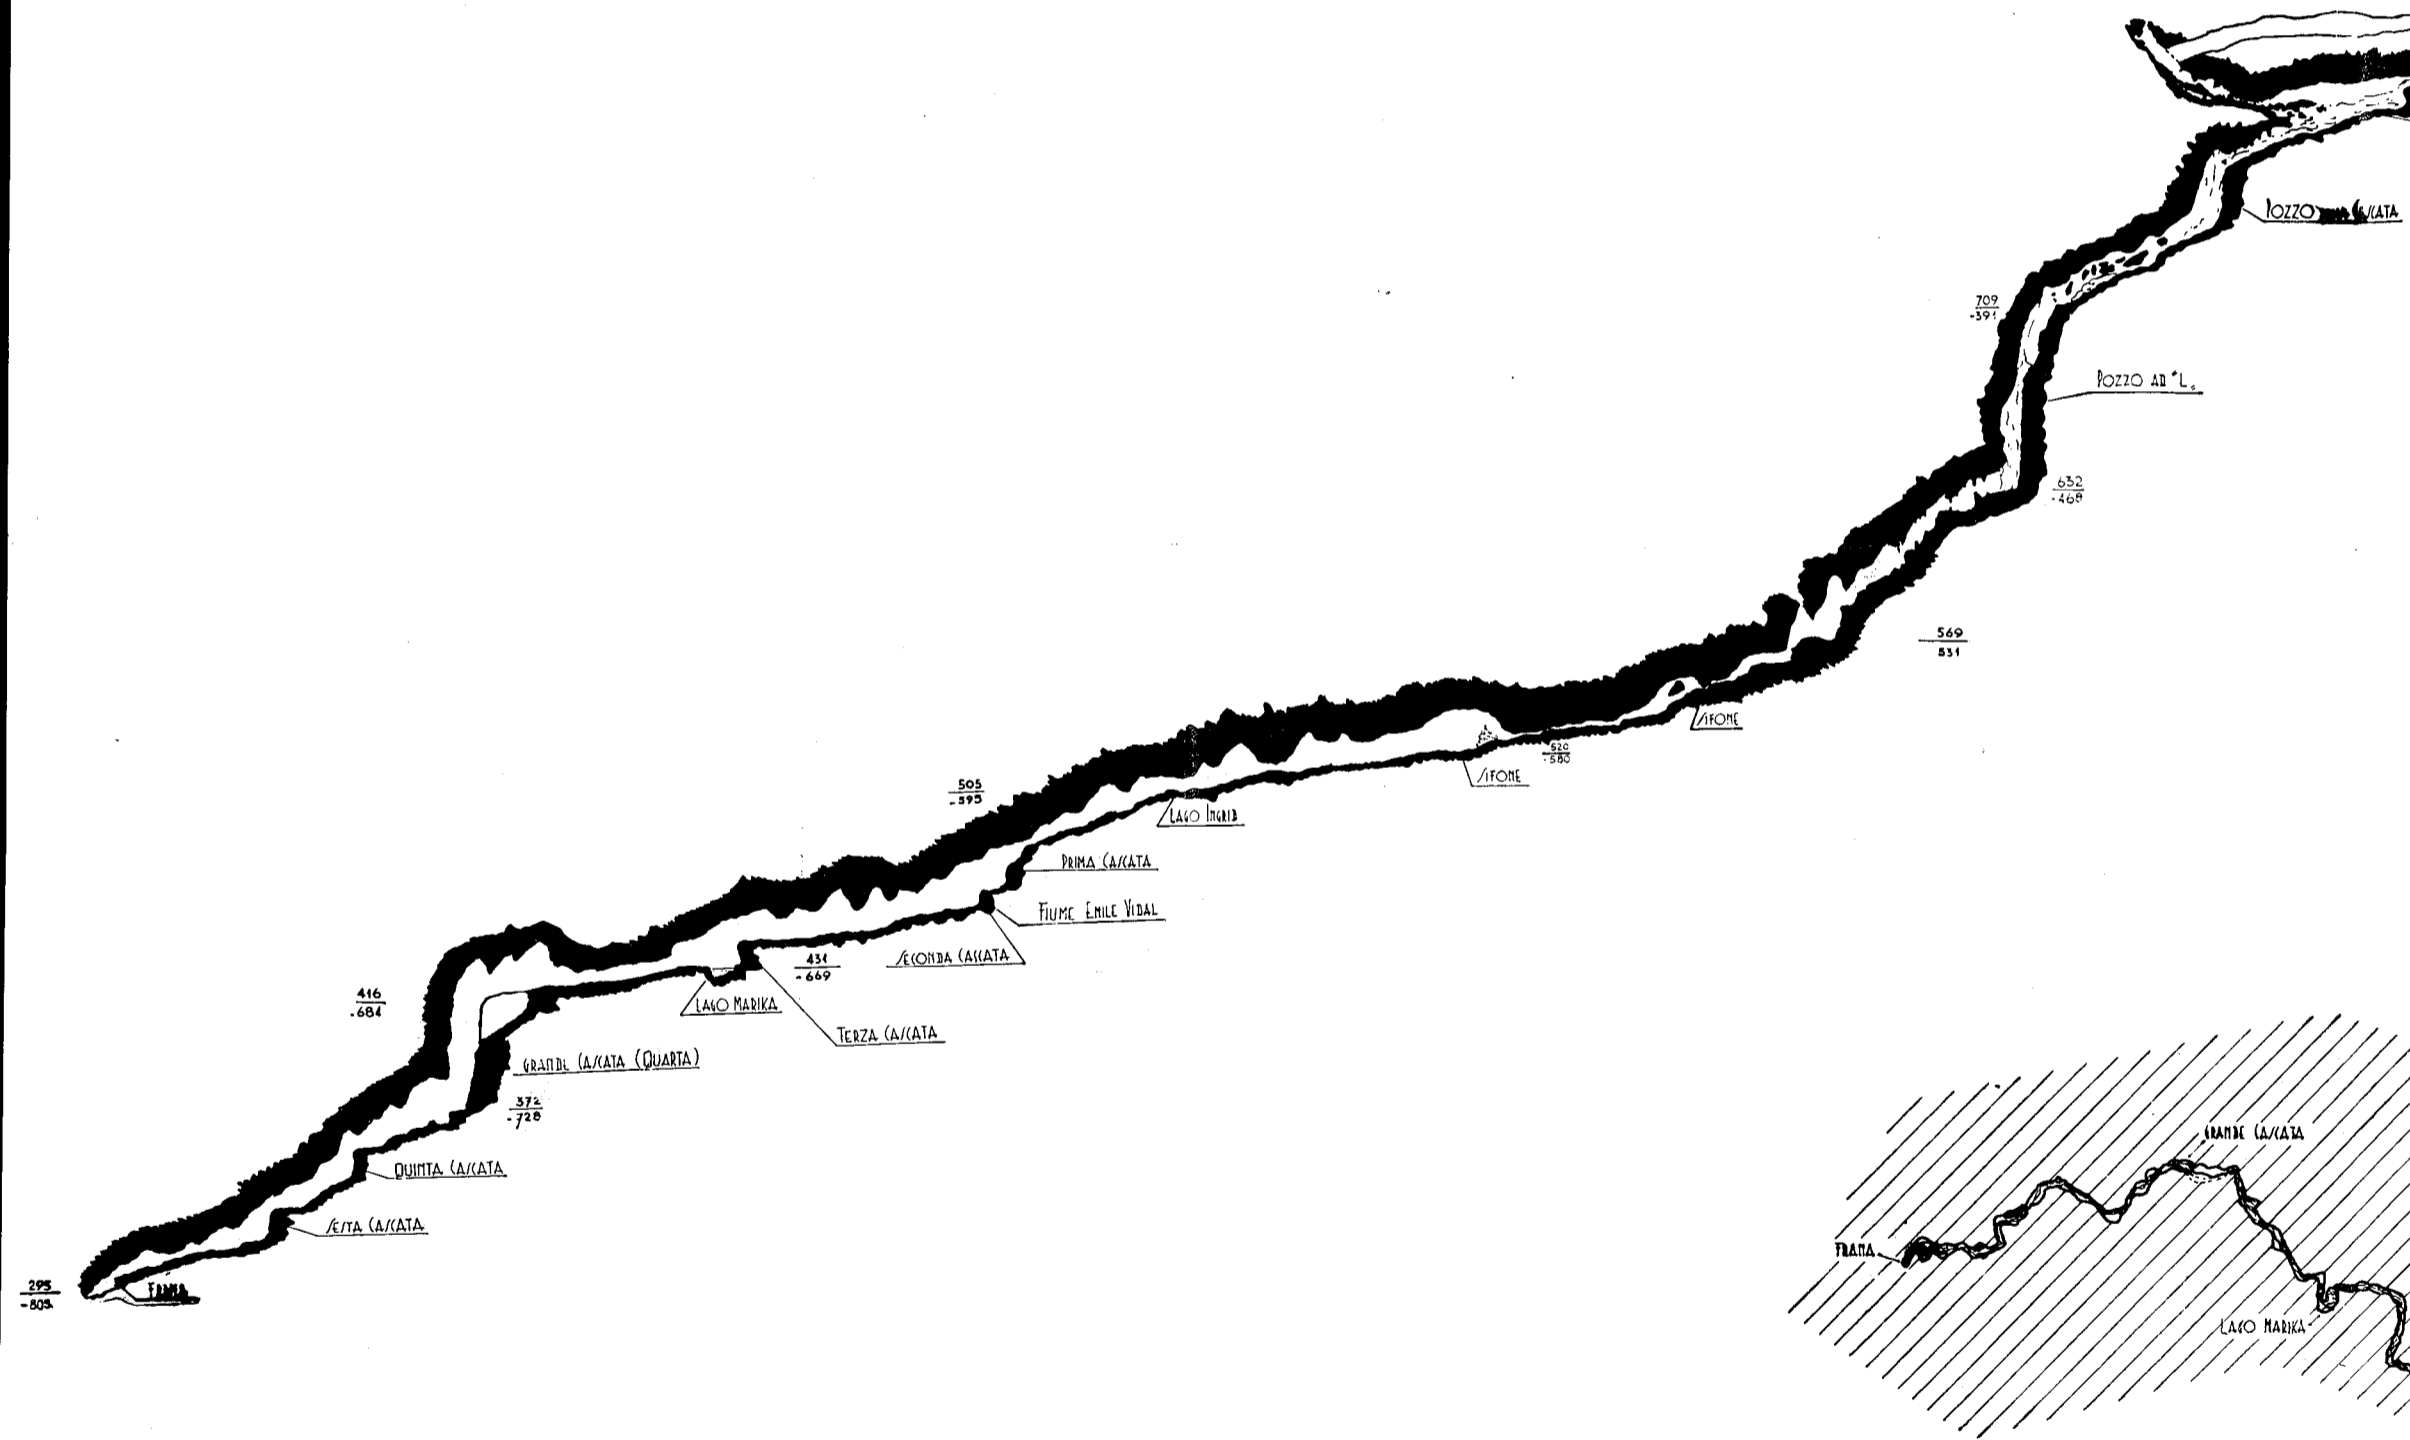 POZZO CASCATA
709
-391
POZZO AD "L"
632
-468
569
531
SIFONE
520
-580
SIFONE
505
-595
LAGO INGRID
PRIMA CASCATA
FIUME EMILE VIDAL
SECONDA CASCATA
431
-669
LAGO MARIKA
TERZA CASCATA
416
-684
GRANDE CASCATA (QUARTA)
372
-728
QUINTA CASCATA
SESTA CASCATA
295
-805
FRANA
GRANDE CASCATA
FRANA
LAGO MARIKA